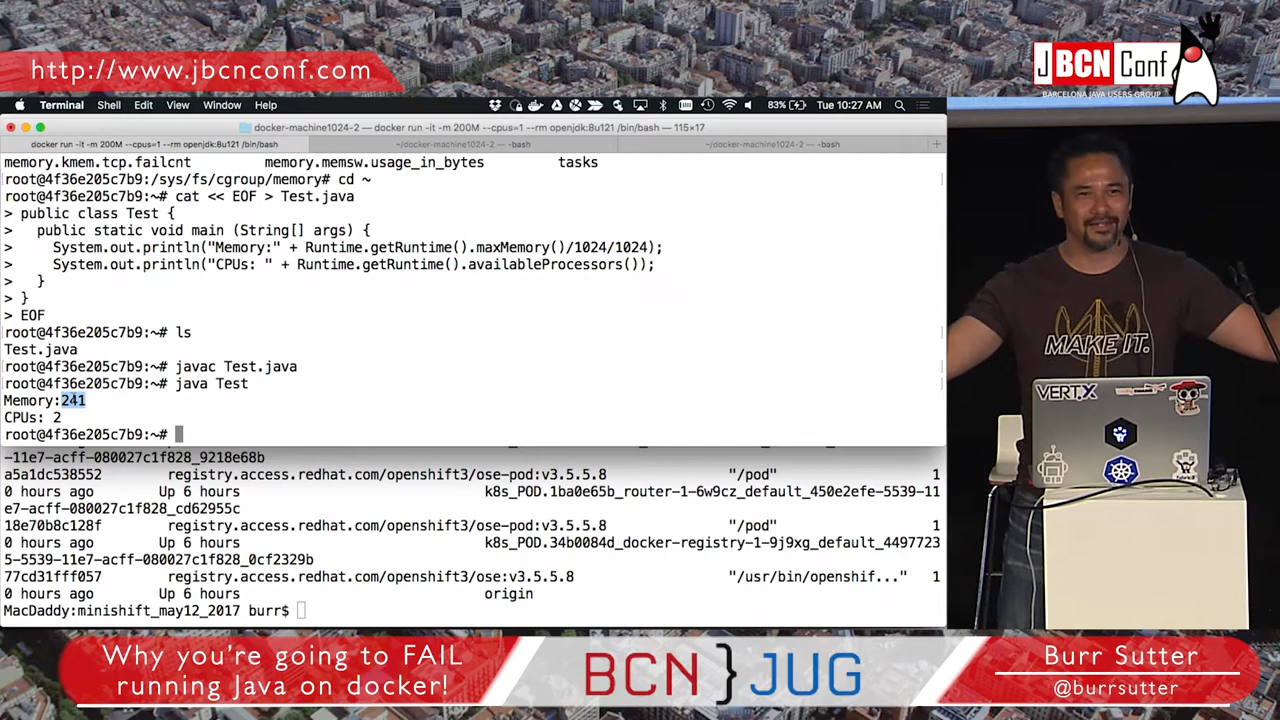 http://www.jbcnconf.com
JBCNConf
BARCELONA JAVA USERS GROUP
Terminal Shell Edit View Window Help
83% Tue 10:27 AM
docker-machine1024-2 — docker run -it -m 200M --cpus=1 --rm openjdk:8u121 /bin/bash — 115×17
docker run -it -m 200M --cpus=1 --rm openjdk:8u121 /bin/bash
~/docker-machine1024-2 — -bash
~/docker-machine1024-2 — -bash
+
memory.kmem.tcp.failcnt memory.memsw.usage_in_bytes tasks
root@4f36e205c7b9:/sys/fs/cgroup/memory# cd ~
root@4f36e205c7b9:~# cat << EOF > Test.java
> public class Test {
> public static void main (String[] args) {
> System.out.println("Memory:" + Runtime.getRuntime().maxMemory()/1024/1024);
> System.out.println("CPUs: " + Runtime.getRuntime().availableProcessors());
> }
> }
> EOF
root@4f36e205c7b9:~# ls
Test.java
root@4f36e205c7b9:~# javac Test.java
root@4f36e205c7b9:~# java Test
Memory:241
CPUs: 2
root@4f36e205c7b9:~#
-11e7-acff-080027c1f828_9218e68b
a5a1dc538552 registry.access.redhat.com/openshift3/ose-pod:v3.5.5.8 "/pod" 1
0 hours ago Up 6 hours k8s_POD.1ba0e65b_router-1-6w9cz_default_450e2efe-5539-11
e7-acff-080027c1f828_cd62955c
18e70b8c128f registry.access.redhat.com/openshift3/ose-pod:v3.5.5.8 "/pod" 1
0 hours ago Up 6 hours k8s_POD.34b0084d_docker-registry-1-9j9xg_default_4497723
5-5539-11e7-acff-080027c1f828_0cf2329b
77cd31fff057 registry.access.redhat.com/openshift3/ose:v3.5.5.8 "/usr/bin/openshif..." 1
0 hours ago Up 6 hours origin
MacDaddy:minishift_may12_2017 burr$
MAKE IT.
VERT.X
Why you're going to FAIL
running Java on docker!
BCN}JUG
Burr Sutter
@burrsutter